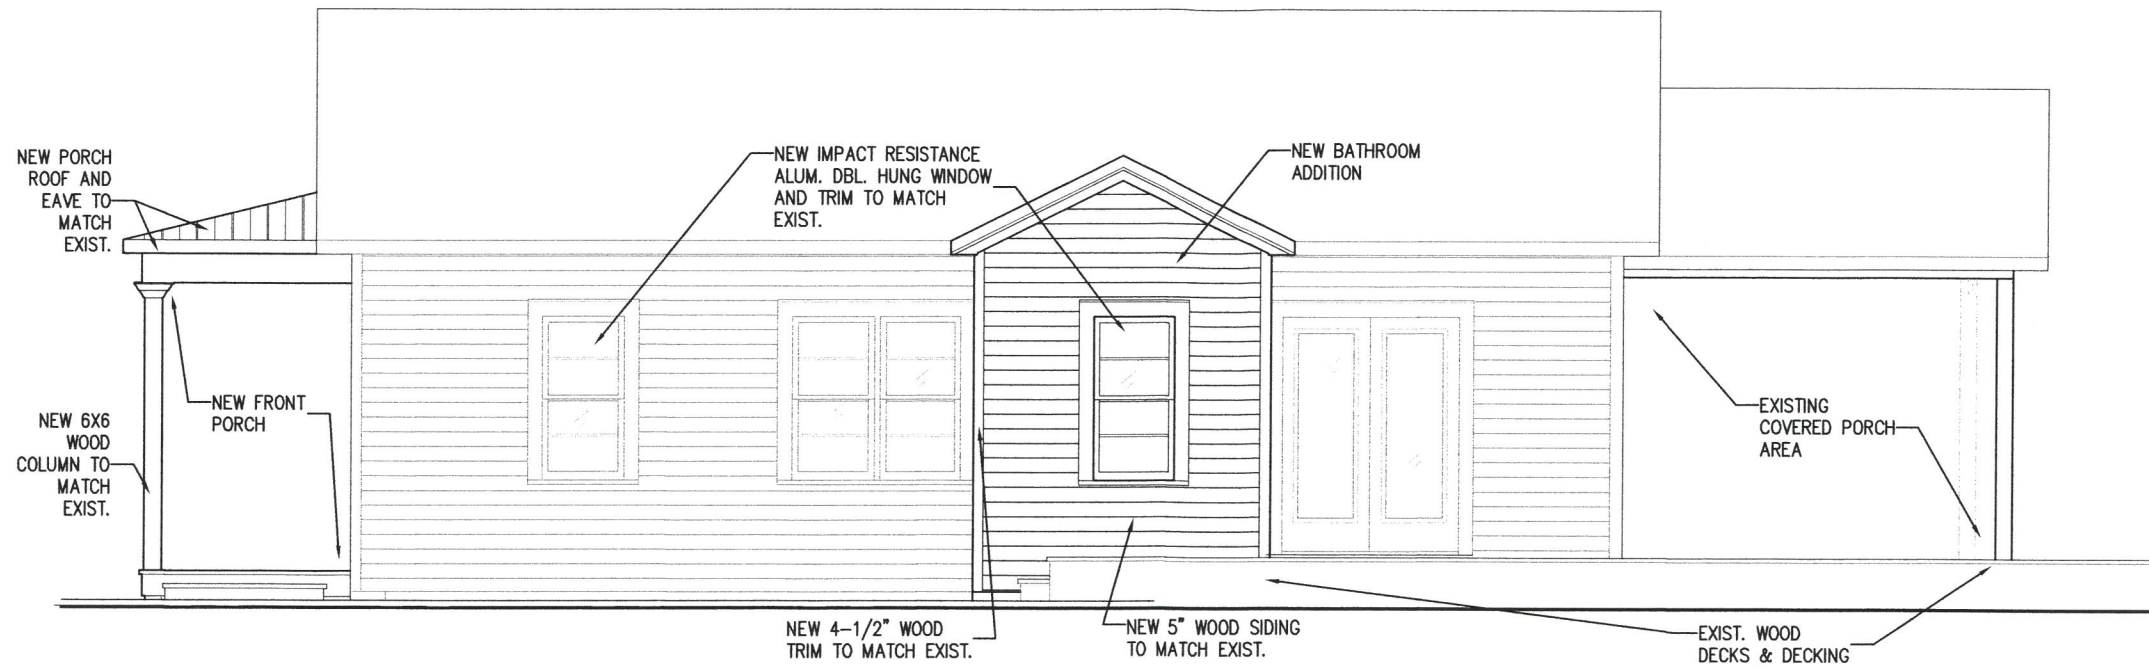 NEW PORCH
ROOF AND
EAVE TO
MATCH
EXIST.
NEW IMPACT RESISTANCE
ALUM. DBL. HUNG WINDOW
AND TRIM TO MATCH
EXIST.
NEW BATHROOM
ADDITION
NEW 6X6
WOOD
COLUMN TO
MATCH
EXIST.
NEW FRONT
PORCH
EXISTING
COVERED PORCH
AREA
NEW 4-1/2" WOOD
TRIM TO MATCH EXIST.
NEW 5" WOOD SIDING
TO MATCH EXIST.
EXIST. WOOD
DECKS & DECKING